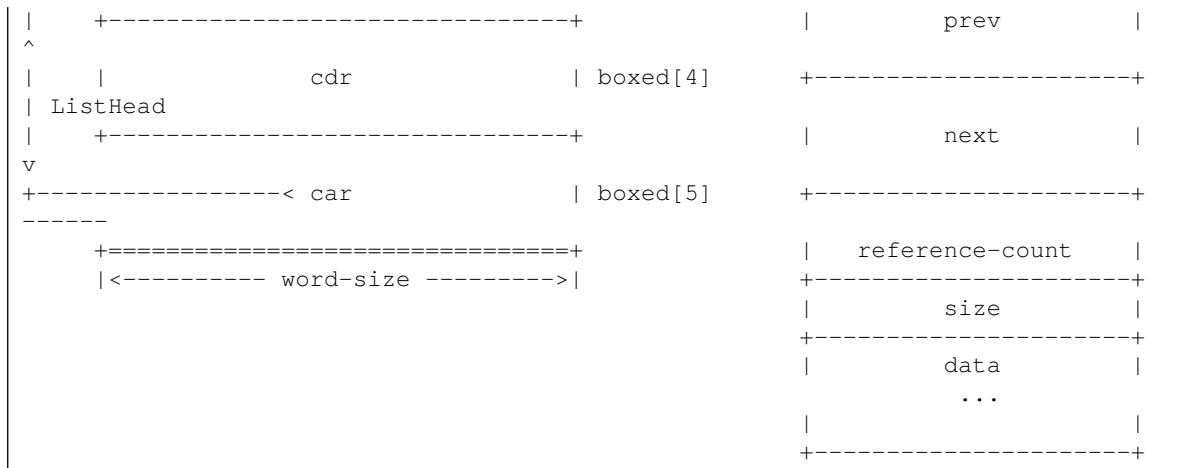 |    +--------------------------------+               |         prev         |
^
|    |              cdr               | boxed[4]      +----------------------+
| ListHead
|    +--------------------------------+               |         next         |
v
+-----------------< car               | boxed[5]      +----------------------+
------
     +================================+               |   reference-count    |
     |<---------- word-size --------->|               +----------------------+
                                                      |         size         |
                                                      +----------------------+
                                                      |         data         |
                                                                 ...
                                                      |                      |
                                                      +----------------------+